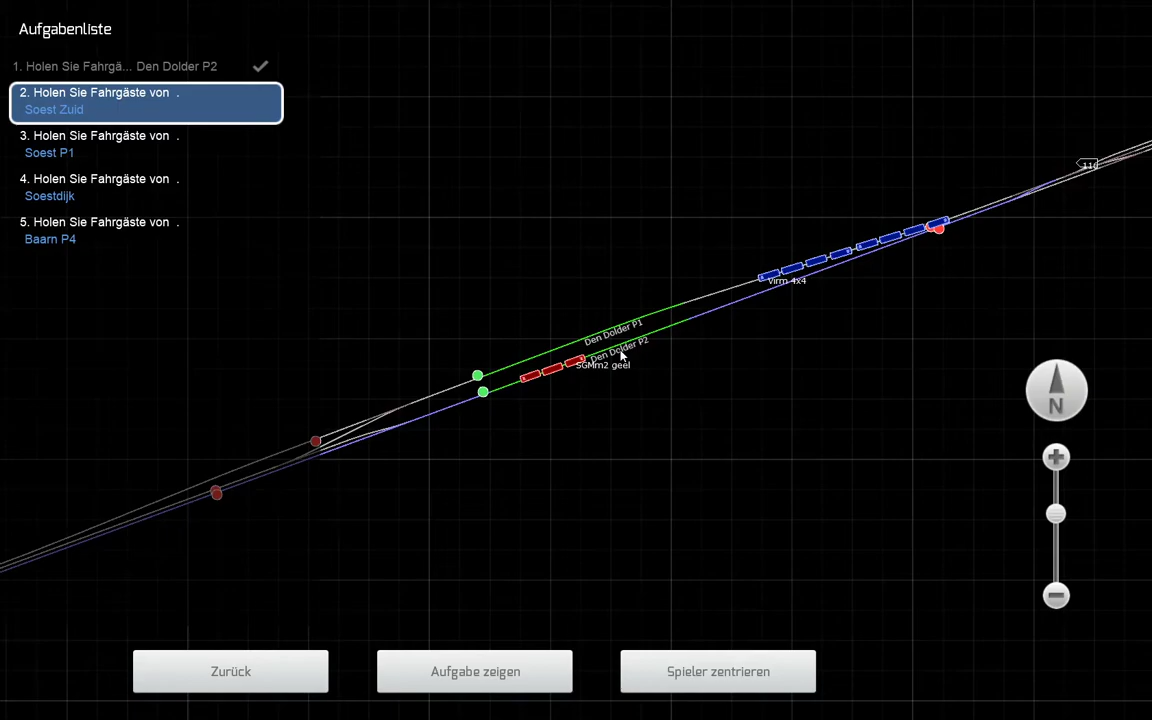 Aufgabenliste
1. Holen Sie Fahrgä... Den Dolder P2
2. Holen Sie Fahrgäste von .
Soest Zuid
3. Holen Sie Fahrgäste von .
Soest P1
4. Holen Sie Fahrgäste von .
Soestdijk
5. Holen Sie Fahrgäste von .
Baarn P4
110
Virm 4x4
Den Dolder P1
Den Dolder P2
SGMm2 geel
N
Zurück
Aufgabe zeigen
Spieler zentrieren